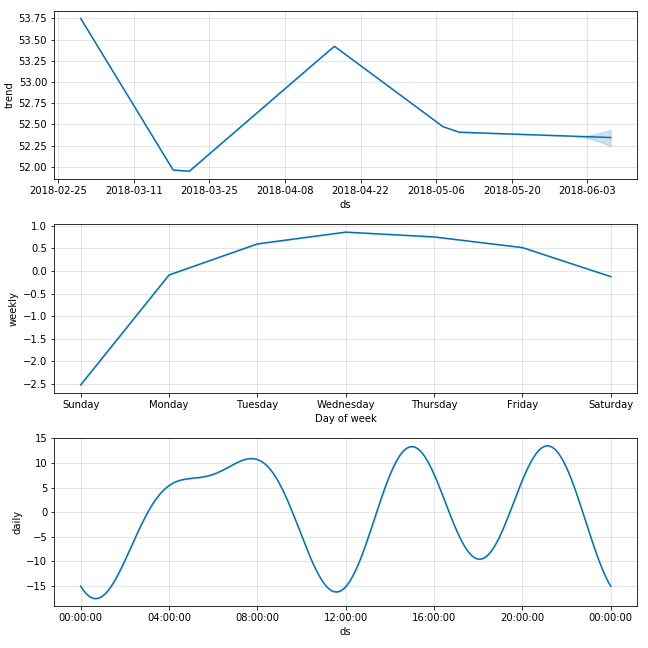 53.75
53.50
53.25
53.00
52.75
52.50
52.25
52.00
trend
2018-02-25 2018-03-11 2018-03-25 2018-04-08 2018-04-22 2018-05-06 2018-05-20 2018-06-03
ds
1.0
0.5
0.0
−0.5
−1.0
−1.5
−2.0
−2.5
weekly
Sunday Monday Tuesday Wednesday Thursday Friday Saturday
Day of week
15
10
5
0
−5
−10
−15
daily
00:00:00 04:00:00 08:00:00 12:00:00 16:00:00 20:00:00 00:00:00
ds